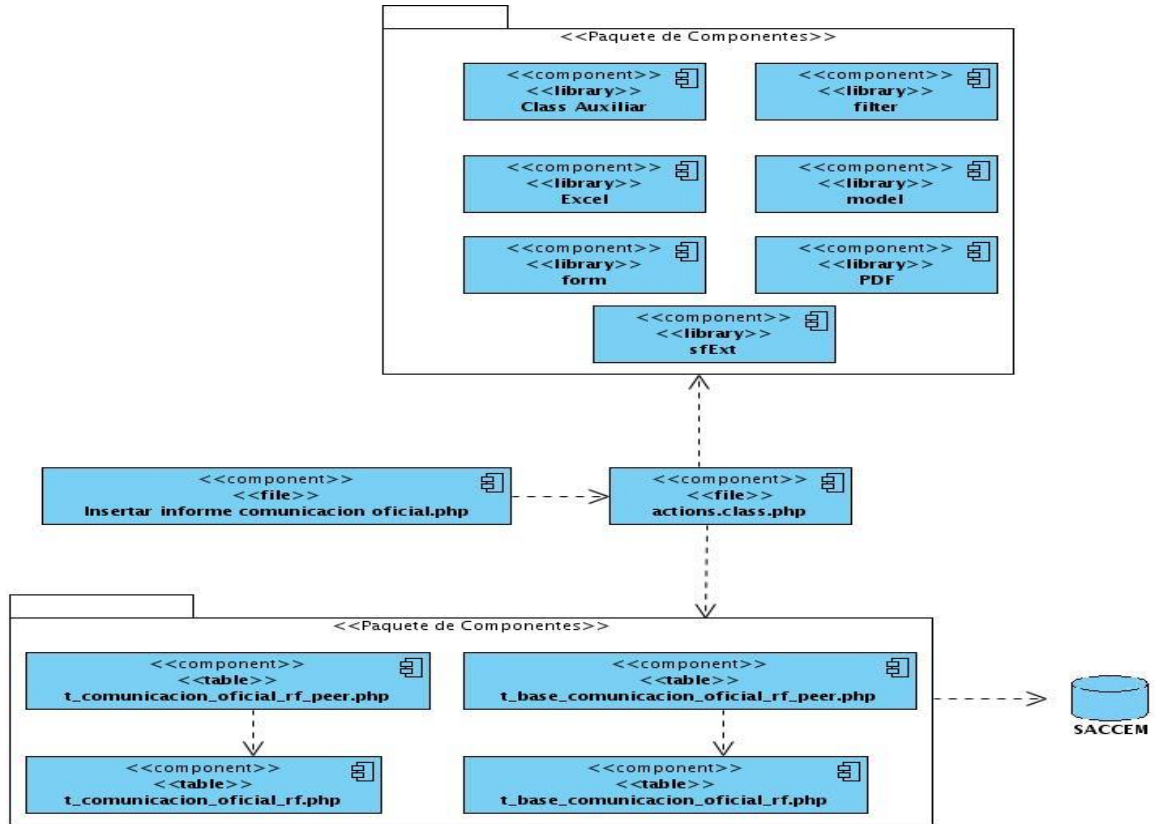 <<Paquete de Componentes>>
<<component>>
<<library>>
Class Auxiliar
<<component>>
<<library>>
filter
<<component>>
<<library>>
Excel
<<component>>
<<library>>
model
<<component>>
<<library>>
form
<<component>>
<<library>>
PDF
<<component>>
<<library>>
sfExt
<<component>>
<<file>>
Insertar informe comunicacion oficial.php
<<component>>
<<file>>
actions.class.php
<<Paquete de Componentes>>
<<component>>
<<table>>
t_comunicacion_oficial_rf_peer.php
<<component>>
<<table>>
t_base_comunicacion_oficial_rf_peer.php
<<component>>
<<table>>
t_comunicacion_oficial_rf.php
<<component>>
<<table>>
t_base_comunicacion_oficial_rf.php
SACCEM